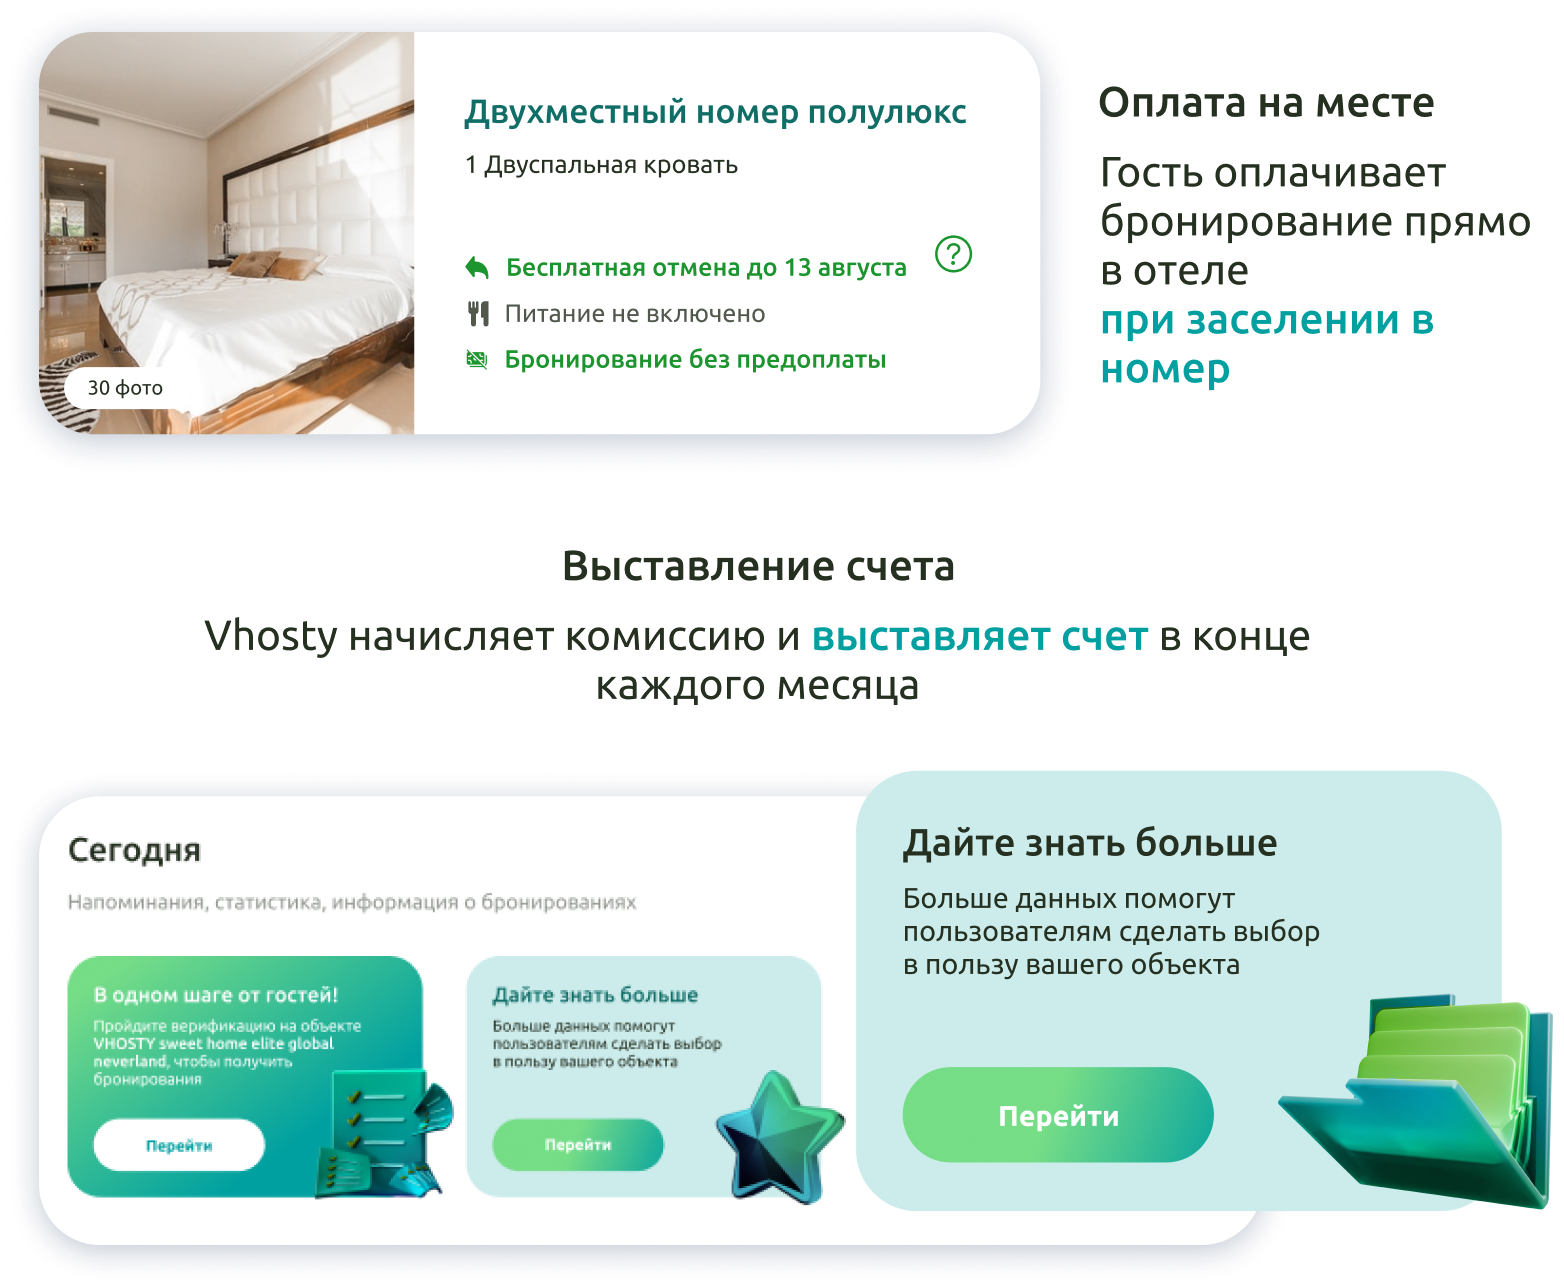 Двухместный номер полулюкс
1 Двуспальная кровать
Бесплатная отмена до 13 августа
?
Питание не включено
Бронирование без предоплаты
30 фото
Оплата на месте
Гость оплачивает
бронирование прямо
в отеле
при заселении в
номер
Выставление счета
Vhosty начисляет комиссию и выставляет счет в конце
каждого месяца
Сегодня
Напоминания, статистика, информация о бронированиях
В одном шаге от гостей!
Пройдите верификацию на объекте
VHOSTY sweet home elite global
neverland, чтобы получить
бронирования
Перейти
Дайте знать больше
Больше данных помогут
пользователям сделать выбор
в пользу вашего объекта
Перейти
Дайте знать больше
Больше данных помогут
пользователям сделать выбор
в пользу вашего объекта
Перейти